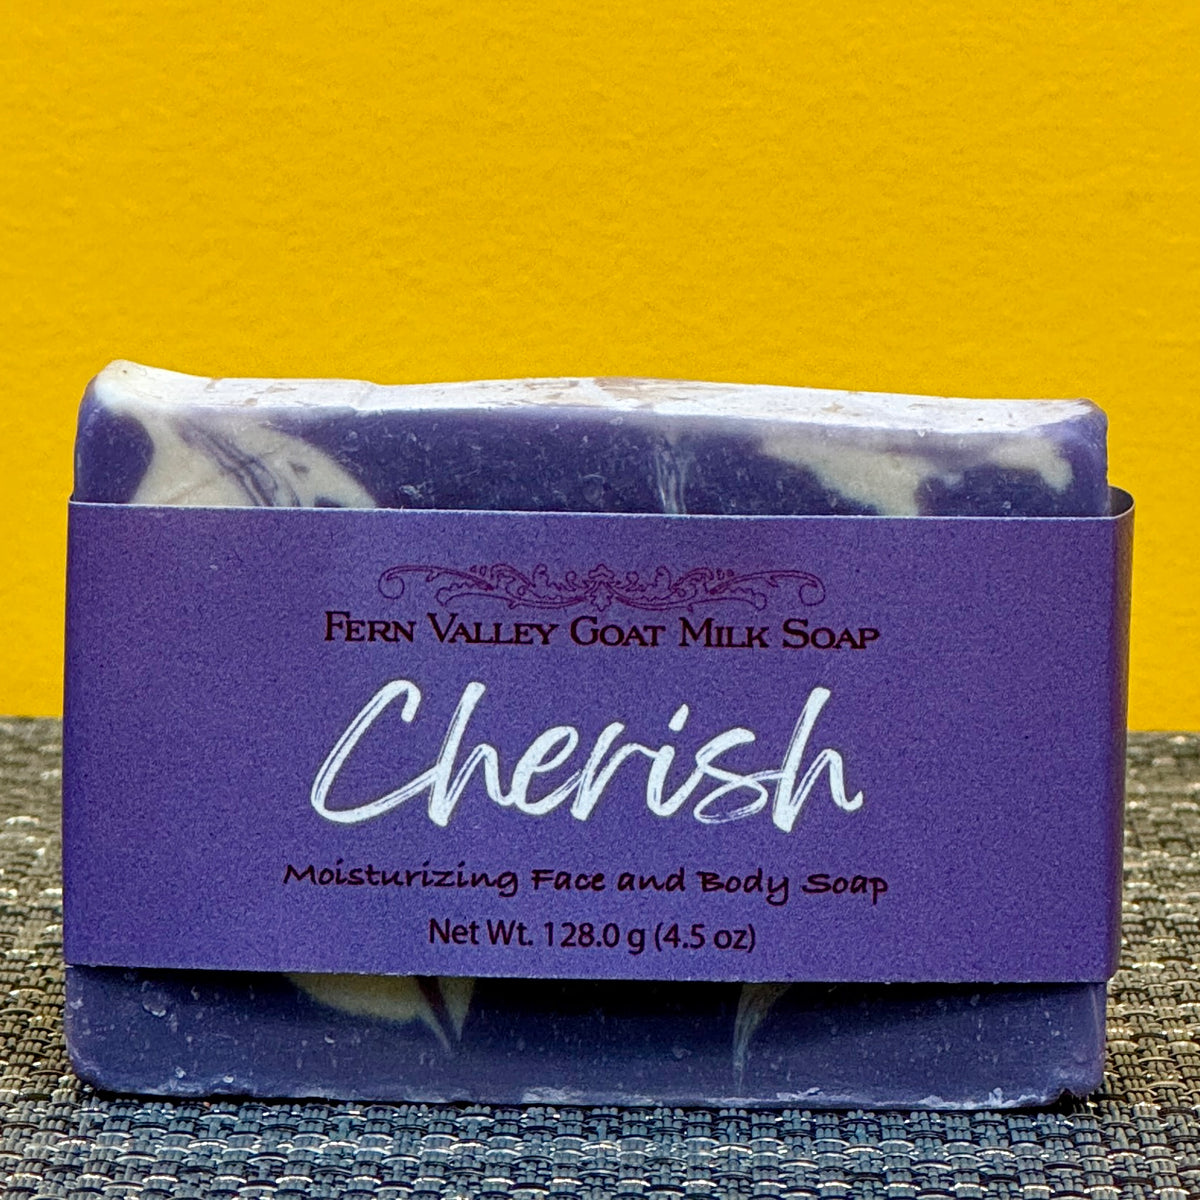 Fern Valley Goat Milk Soap
Cherish
Moisturizing Face and Body Soap
Net Wt. 128.0 g (4.5 oz)